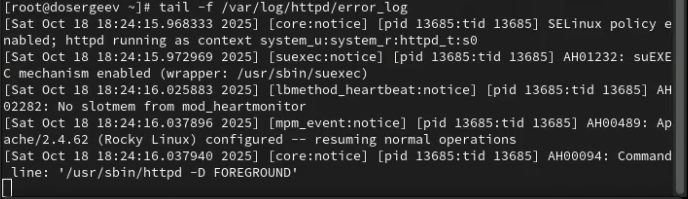 [root@dosergeev ~]# tail -f /var/log/httpd/error_log
[Sat Oct 18 18:24:15.968333 2025] [core:notice] [pid 13685:tid 13685] SELinux policy e
nabled; httpd running as context system_u:system_r:httpd_t:s0
[Sat Oct 18 18:24:15.972969 2025] [suexec:notice] [pid 13685:tid 13685] AH01232: suEXE
C mechanism enabled (wrapper: /usr/sbin/suexec)
[Sat Oct 18 18:24:16.025883 2025] [lbmethod_heartbeat:notice] [pid 13685:tid 13685] AH
02282: No slotmem from mod_heartmonitor
[Sat Oct 18 18:24:16.037896 2025] [mpm_event:notice] [pid 13685:tid 13685] AH00489: Ap
ache/2.4.62 (Rocky Linux) configured -- resuming normal operations
[Sat Oct 18 18:24:16.037940 2025] [core:notice] [pid 13685:tid 13685] AH00094: Command
 line: '/usr/sbin/httpd -D FOREGROUND'